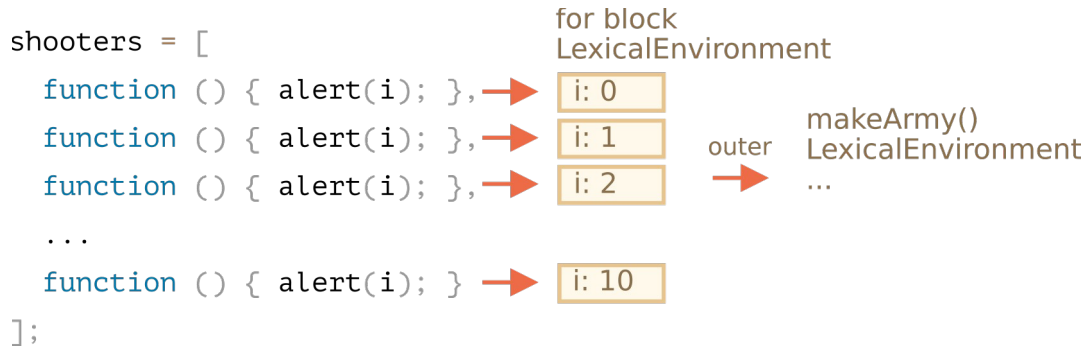 for block
LexicalEnvironment
shooters = [
function () { alert(i); }, i: 0
function () { alert(i); }, i: 1
function () { alert(i); }, i: 2
outer
makeArmy()
LexicalEnvironment
...
...
function () { alert(i); } i: 10
];